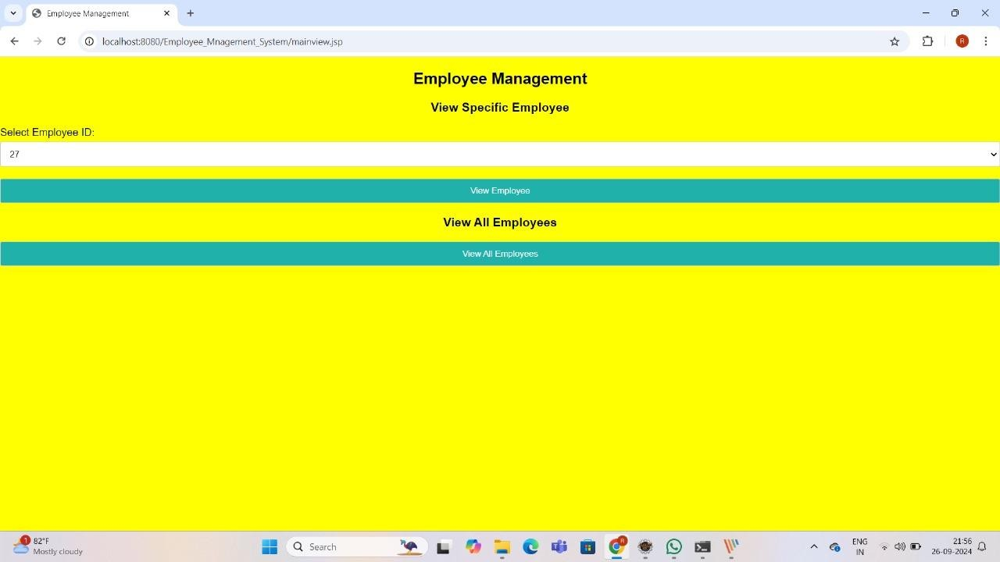 Employee Management
localhost:8080/Employee_Mnagement_System/mainview.jsp
R
Employee Management
View Specific Employee
Select Employee ID:
27
View Employee
View All Employees
View All Employees
1
82°F
Mostly cloudy
Search
R
ENG
IN
21:56
26-09-2024